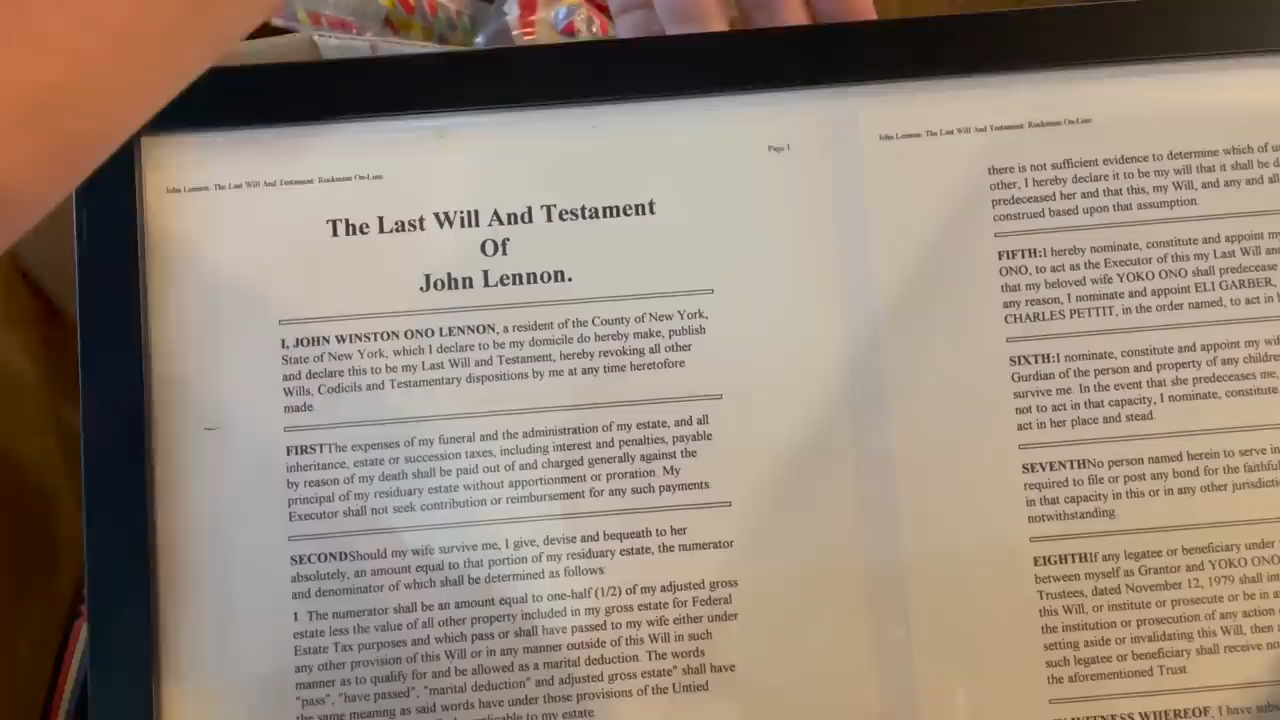 John Lennon: The Last Will And Testament: Rockmine On-Line
Page 1
The Last Will And Testament
Of
John Lennon.
I, JOHN WINSTON ONO LENNON, a resident of the County of New York,
State of New York, which I declare to be my domicile do hereby make, publish
and declare this to be my Last Will and Testament, hereby revoking all other
Wills, Codicils and Testamentary dispositions by me at any time heretofore
made.
FIRSTThe expenses of my funeral and the administration of my estate, and all
inheritance, estate or succession taxes, including interest and penalties, payable
by reason of my death shall be paid out of and charged generally against the
principal of my residuary estate without apportionment or proration. My
Executor shall not seek contribution or reimbursement for any such payments.
SECONDShould my wife survive me, I give, devise and bequeath to her
absolutely, an amount equal to that portion of my residuary estate, the numerator
and denominator of which shall be determined as follows:
1 The numerator shall be an amount equal to one-half (1/2) of my adjusted gross
estate less the value of all other property included in my gross estate for Federal
Estate Tax purposes and which pass or shall have passed to my wife either under
any other provision of this Will or in any manner outside of this Will in such
manner as to qualify for and be allowed as a marital deduction. The words
"pass", "have passed", "marital deduction" and adjusted gross estate" shall have
the same meaning as said words have under those provisions of the Untied
to my estate
John Lennon: The Last Will And Testament: Rockmine On-Line
there is not sufficient evidence to determine which of
other, I hereby declare it to be my will that it shall be
predeceased her and that this, my Will, and any and all
construed based upon that assumption.
FIFTH:I hereby nominate, constitute and appoint
ONO, to act as the Executor of this my Last Will
that my beloved wife YOKO ONO shall predecease
any reason, I nominate and appoint ELI GARBER,
CHARLES PETTIT, in the order named, to act in
SIXTH:I nominate, constitute and appoint my
Gurdian of the person and property of any
survive me. In the event that she predeceases me,
not to act in that capacity, I nominate, constitute
act in her place and stead.
SEVENTHNo person named herein to serve in
required to file or post any bond for the
in that capacity in this or in any other
notwithstanding.
EIGHTHIf any legatee or beneficiary under
between myself as Grantor and YOKO ONO
Trustees, dated November 12, 1979 shall
this Will, or institute or prosecute or be in
the institution or prosecution of any action
setting aside or invalidating this Will, then
such legatee or beneficiary shall receive
the aforementioned Trust.
WITNESS WHEREOF, I have